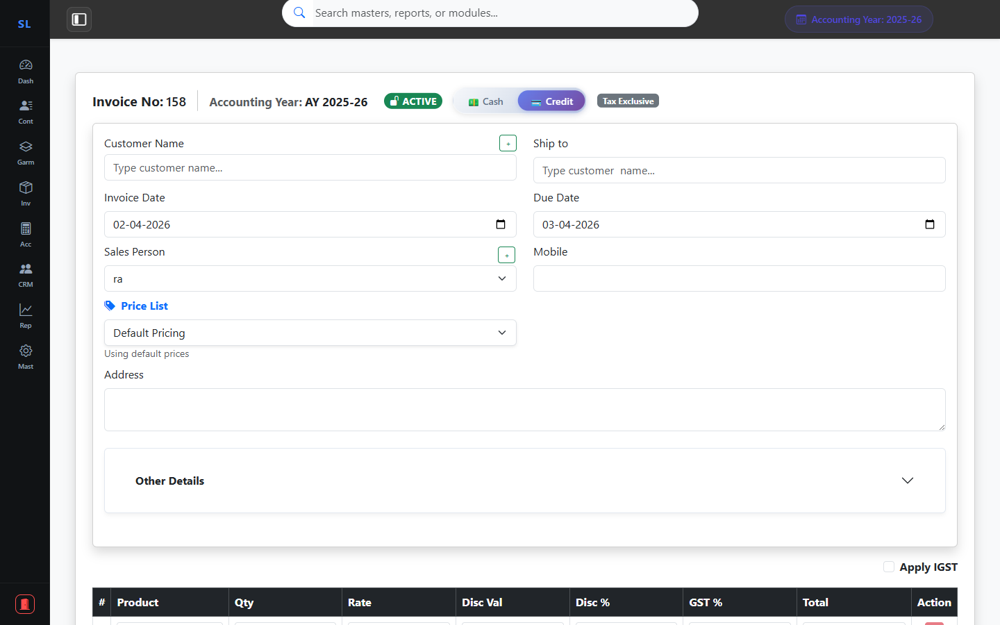 SL
Search masters, reports, or modules...
Accounting Year: 2025-26
Dash
Cont
Garm
Inv
Acc
CRM
Rep
Mast
Invoice No: 158
Accounting Year: AY 2025-26
ACTIVE
Cash
Credit
Tax Exclusive
Customer Name
+
Ship to
Type customer name...
Type customer  name...
Invoice Date
Due Date
02-04-2026
03-04-2026
Sales Person
+
Mobile
ra
Price List
Default Pricing
Using default prices
Address
Other Details
Apply IGST
# Product Qty Rate Disc Val Disc % GST % Total Action